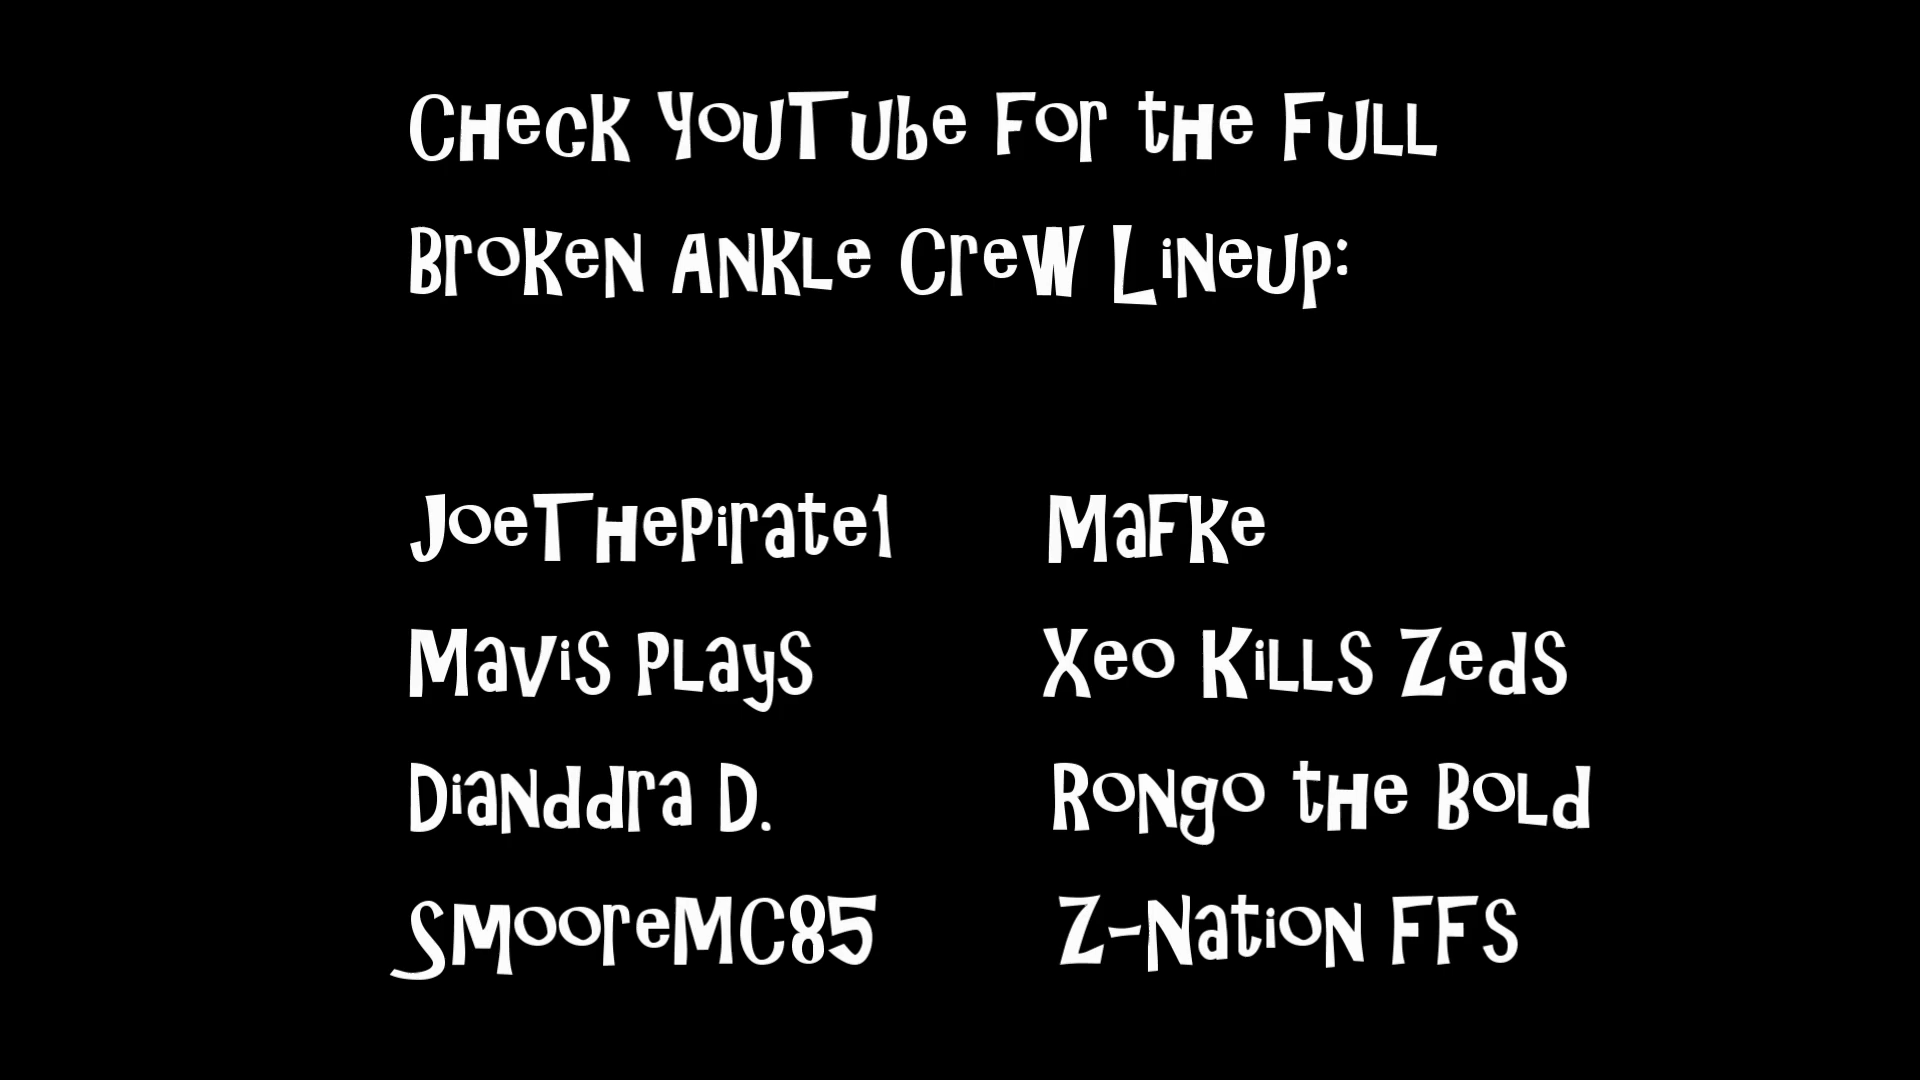 Check YouTube For the Full
Broken Ankle Crew Lineup:
JoeThePirate1
Mafke
Mavis Plays
Xeo Kills Zeds
Dianddra D.
Rongo the Bold
SmooreMC85
Z-Nation FFS